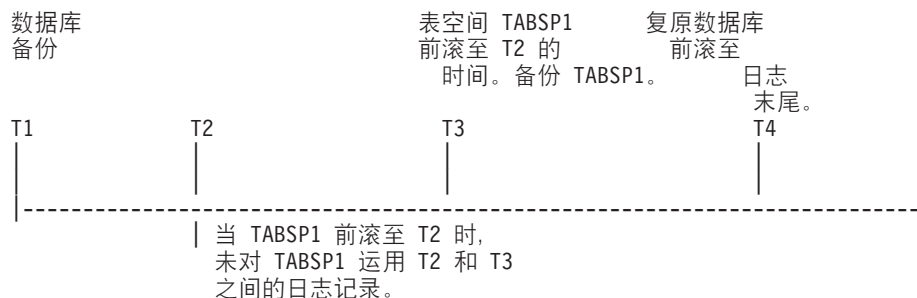 数据库
备份
表空间 TABSP1
前滚至 T2 的
时间。备份 TABSP1。
复原数据库
前滚至
日志
末尾。
T1 T2 T3 T4
当 TABSP1 前滚至 T2 时,
未对 TABSP1 运用 T2 和 T3
之间的日志记录。